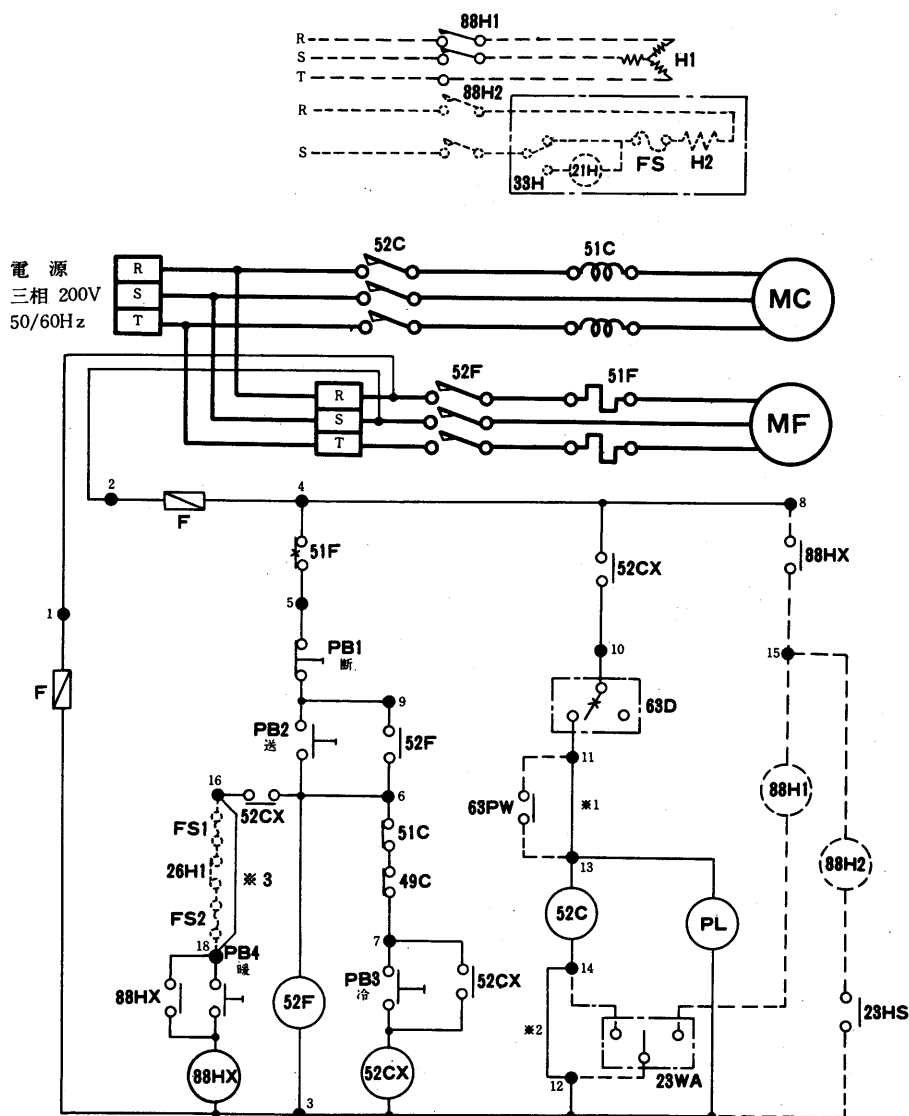 88H1
R
S
T
H1
88H2
R
S
33H
21H
FS
H2
電源
三相 200V
50/60Hz
R
S
T
52C
51C
MC
52F
51F
R
S
T
MF
2
F
4
8
51F
52CX
88HX
1
5
F
PB1
断
10
15
9
63D
PB2
送
52F
16
11
52CX
6
63PW
※1
88H1
FS1
51C
26H1
※3
49C
13
88H2
FS2
52C
PL
18
PB4
暖
7
14
88HX
52F
PB3
冷
52CX
※2
23HS
88HX
52CX
12
23WA
3